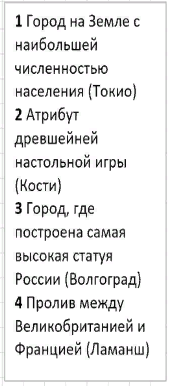 1 Город на Земле с
наибольшей
численностью
населения (Токио)
2 Атрибут
древшейней
настольной игры
(Кости)
3 Город, где
построена самая
высокая статуя
России (Волгоград)
4 Пролив между
Великобританией и
Францией (Ламанш)